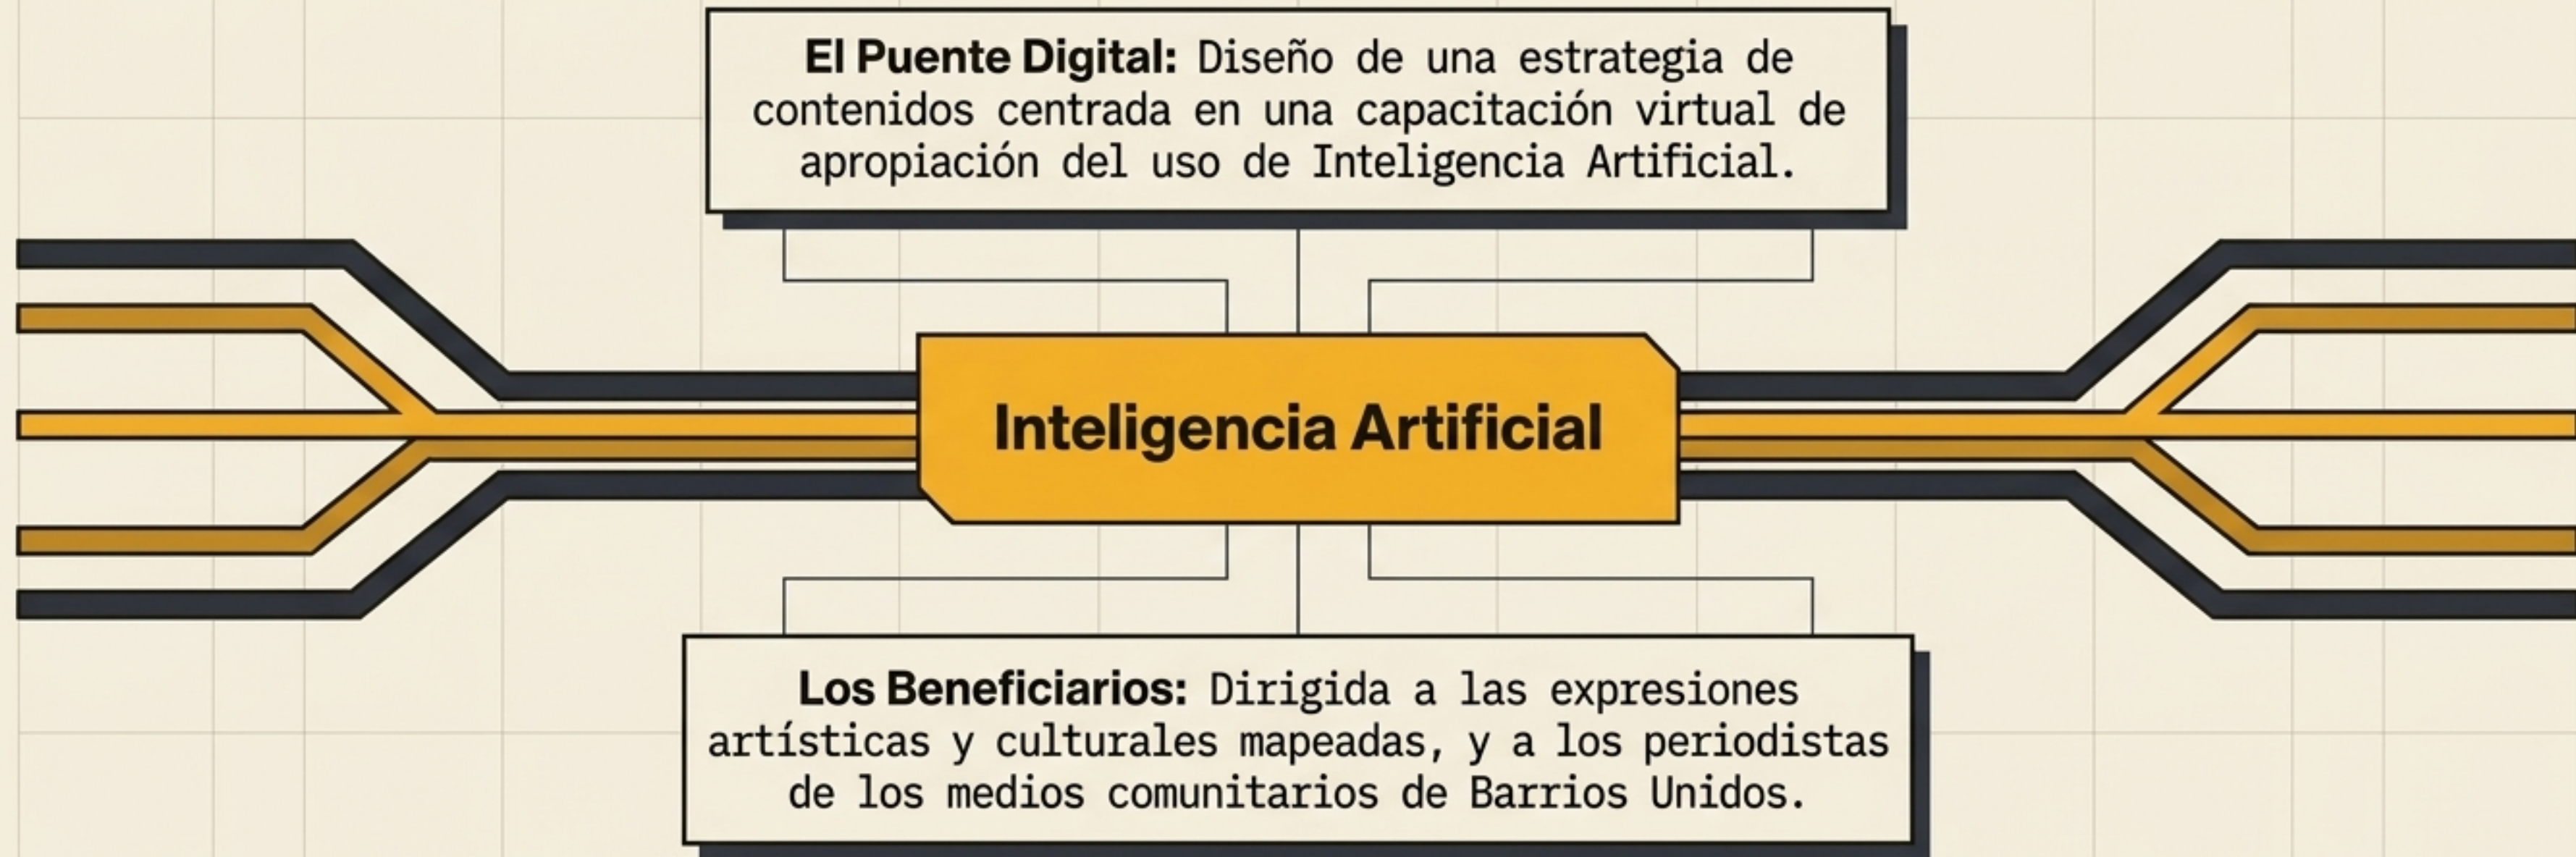 El Puente Digital: Diseño de una estrategia de
contenidos centrada en una capacitación virtual de
apropiación del uso de Inteligencia Artificial.
Inteligencia Artificial
Los Beneficiarios: Dirigida a las expresiones
artísticas y culturales mapeadas, y a los periodistas
de los medios comunitarios de Barrios Unidos.